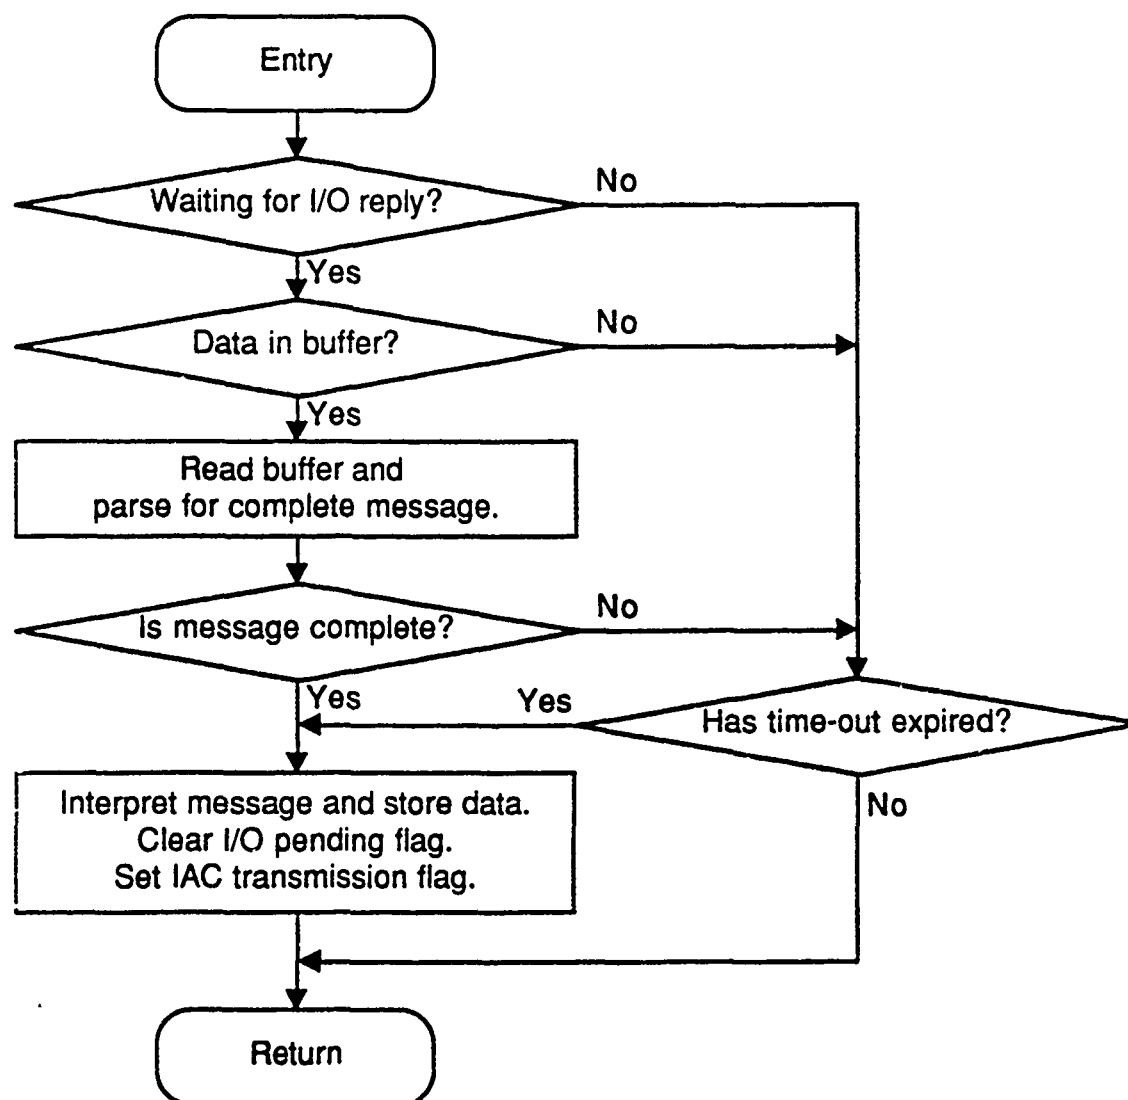 Entry
Waiting for I/O reply?
No
Yes
Data in buffer?
No
Yes
Read buffer and
parse for complete message.
Is message complete?
No
Yes
Yes
Has time-out expired?
No
Interpret message and store data.
Clear I/O pending flag.
Set IAC transmission flag.
Return